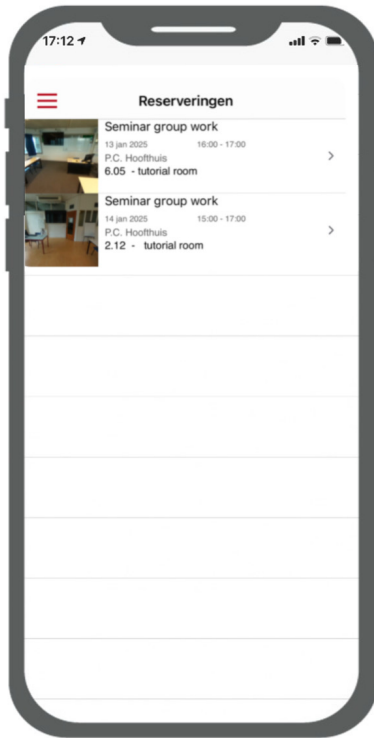 17:12
Reserveringen
Seminar group work
13 jan 2025 16:00 - 17:00
P.C. Hoofthuis
6.05 - tutorial room
Seminar group work
14 jan 2025 15:00 - 17:00
P.C. Hoofthuis
2.12 - tutorial room